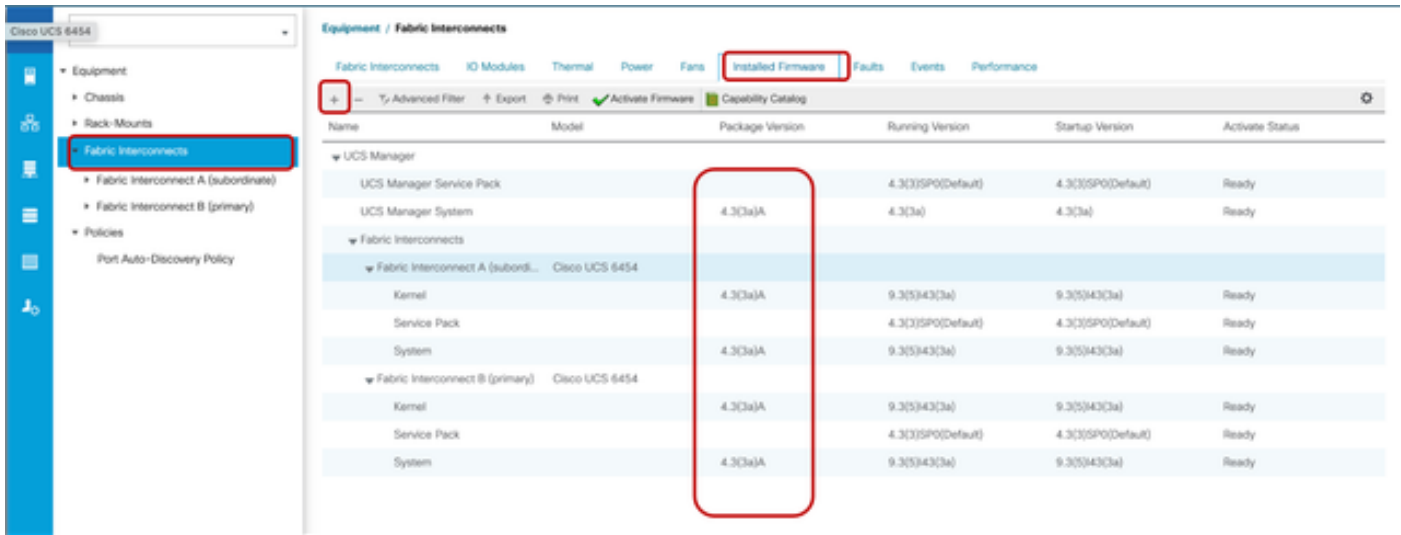 Cisco UCS 6454
Equipment
Chassis
Rack-Mounts
Fabric Interconnects
Fabric Interconnect A (subordinate)
Fabric Interconnect B (primary)
Policies
Port Auto-Discovery Policy
Equipment / Fabric Interconnects
Fabric Interconnects IO Modules Thermal Power Fans Installed Firmware Faults Events Performance
+ − Advanced Filter Export Print Activate Firmware Capability Catalog
Name Model Package Version Running Version Startup Version Activate Status
UCS Manager
UCS Manager Service Pack 4.3(3)SP0(Default) 4.3(3)SP0(Default) Ready
UCS Manager System 4.3(3a)A 4.3(3a) 4.3(3a) Ready
Fabric Interconnects
Fabric Interconnect A (subordi... Cisco UCS 6454
Kernel 4.3(3a)A 9.3(5)I43(3a) 9.3(5)I43(3a) Ready
Service Pack 4.3(3)SP0(Default) 4.3(3)SP0(Default) Ready
System 4.3(3a)A 9.3(5)I43(3a) 9.3(5)I43(3a) Ready
Fabric Interconnect B (primary) Cisco UCS 6454
Kernel 4.3(3a)A 9.3(5)I43(3a) 9.3(5)I43(3a) Ready
Service Pack 4.3(3)SP0(Default) 4.3(3)SP0(Default) Ready
System 4.3(3a)A 9.3(5)I43(3a) 9.3(5)I43(3a) Ready